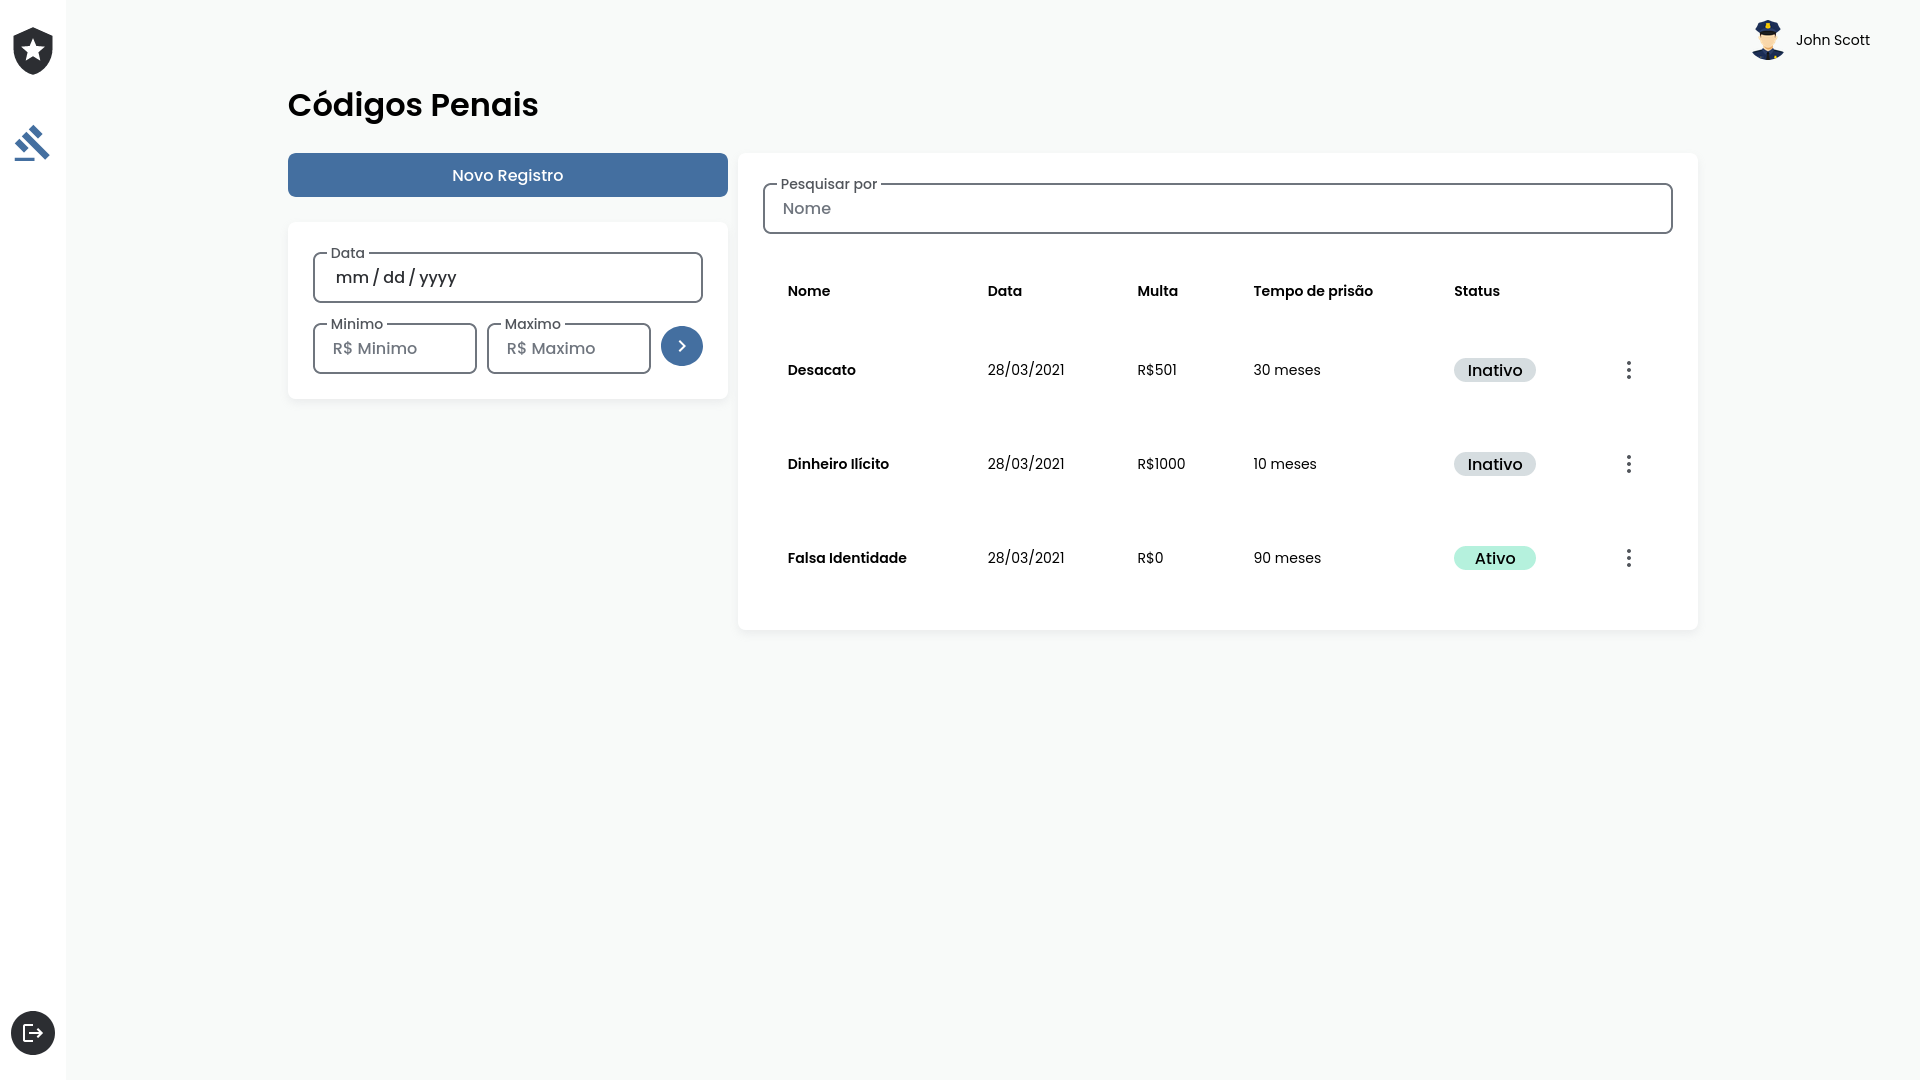 John Scott
Códigos Penais
Novo Registro
Data
mm/dd/yyyy
Minimo
R$ Minimo
Maximo
R$ Maximo
Pesquisar por
Nome
Nome Data Multa Tempo de prisão Status
Desacato 28/03/2021 R$501 30 meses Inativo
Dinheiro Ilícito 28/03/2021 R$1000 10 meses Inativo
Falsa Identidade 28/03/2021 R$0 90 meses Ativo